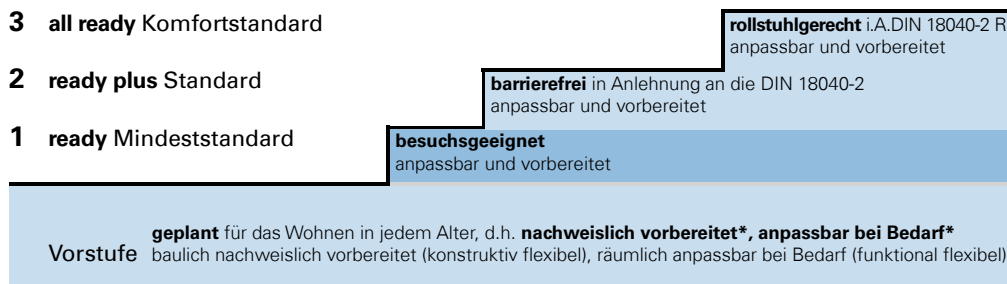 3 all ready Komfortstandard
rollstuhlgerecht i.A.DIN 18040-2 R
anpassbar und vorbereitet
2 ready plus Standard
barrierefrei in Anlehnung an die DIN 18040-2
anpassbar und vorbereitet
1 ready Mindeststandard
besuchsgeeignet
anpassbar und vorbereitet
geplant für das Wohnen in jedem Alter, d.h. nachweislich vorbereitet*, anpassbar bei Bedarf*
Vorstufe baulich nachweislich vorbereitet (konstruktiv flexibel), räumlich anpassbar bei Bedarf (funktional flexibel)